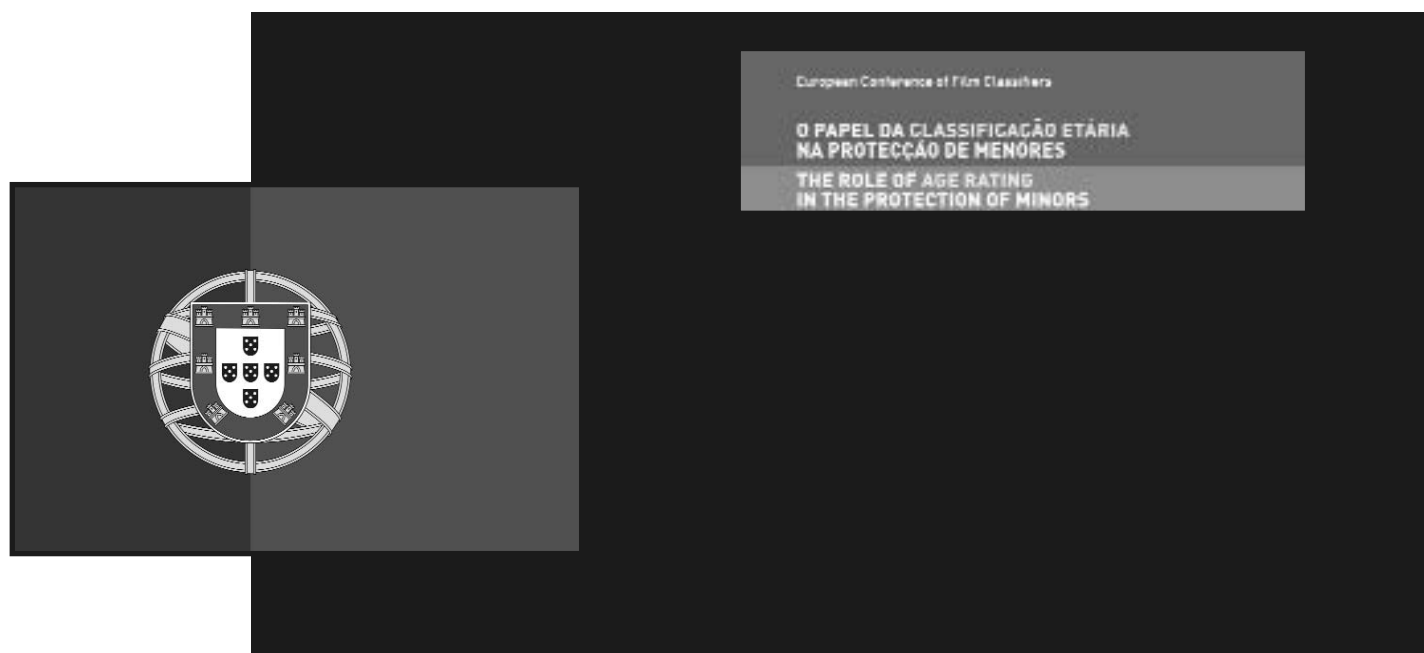 European Conference of Film Classifiers
O PAPEL DA CLASSIFICAÇÃO ETÁRIA
NA PROTECÇÃO DE MENORES
THE ROLE OF AGE RATING
IN THE PROTECTION OF MINORS